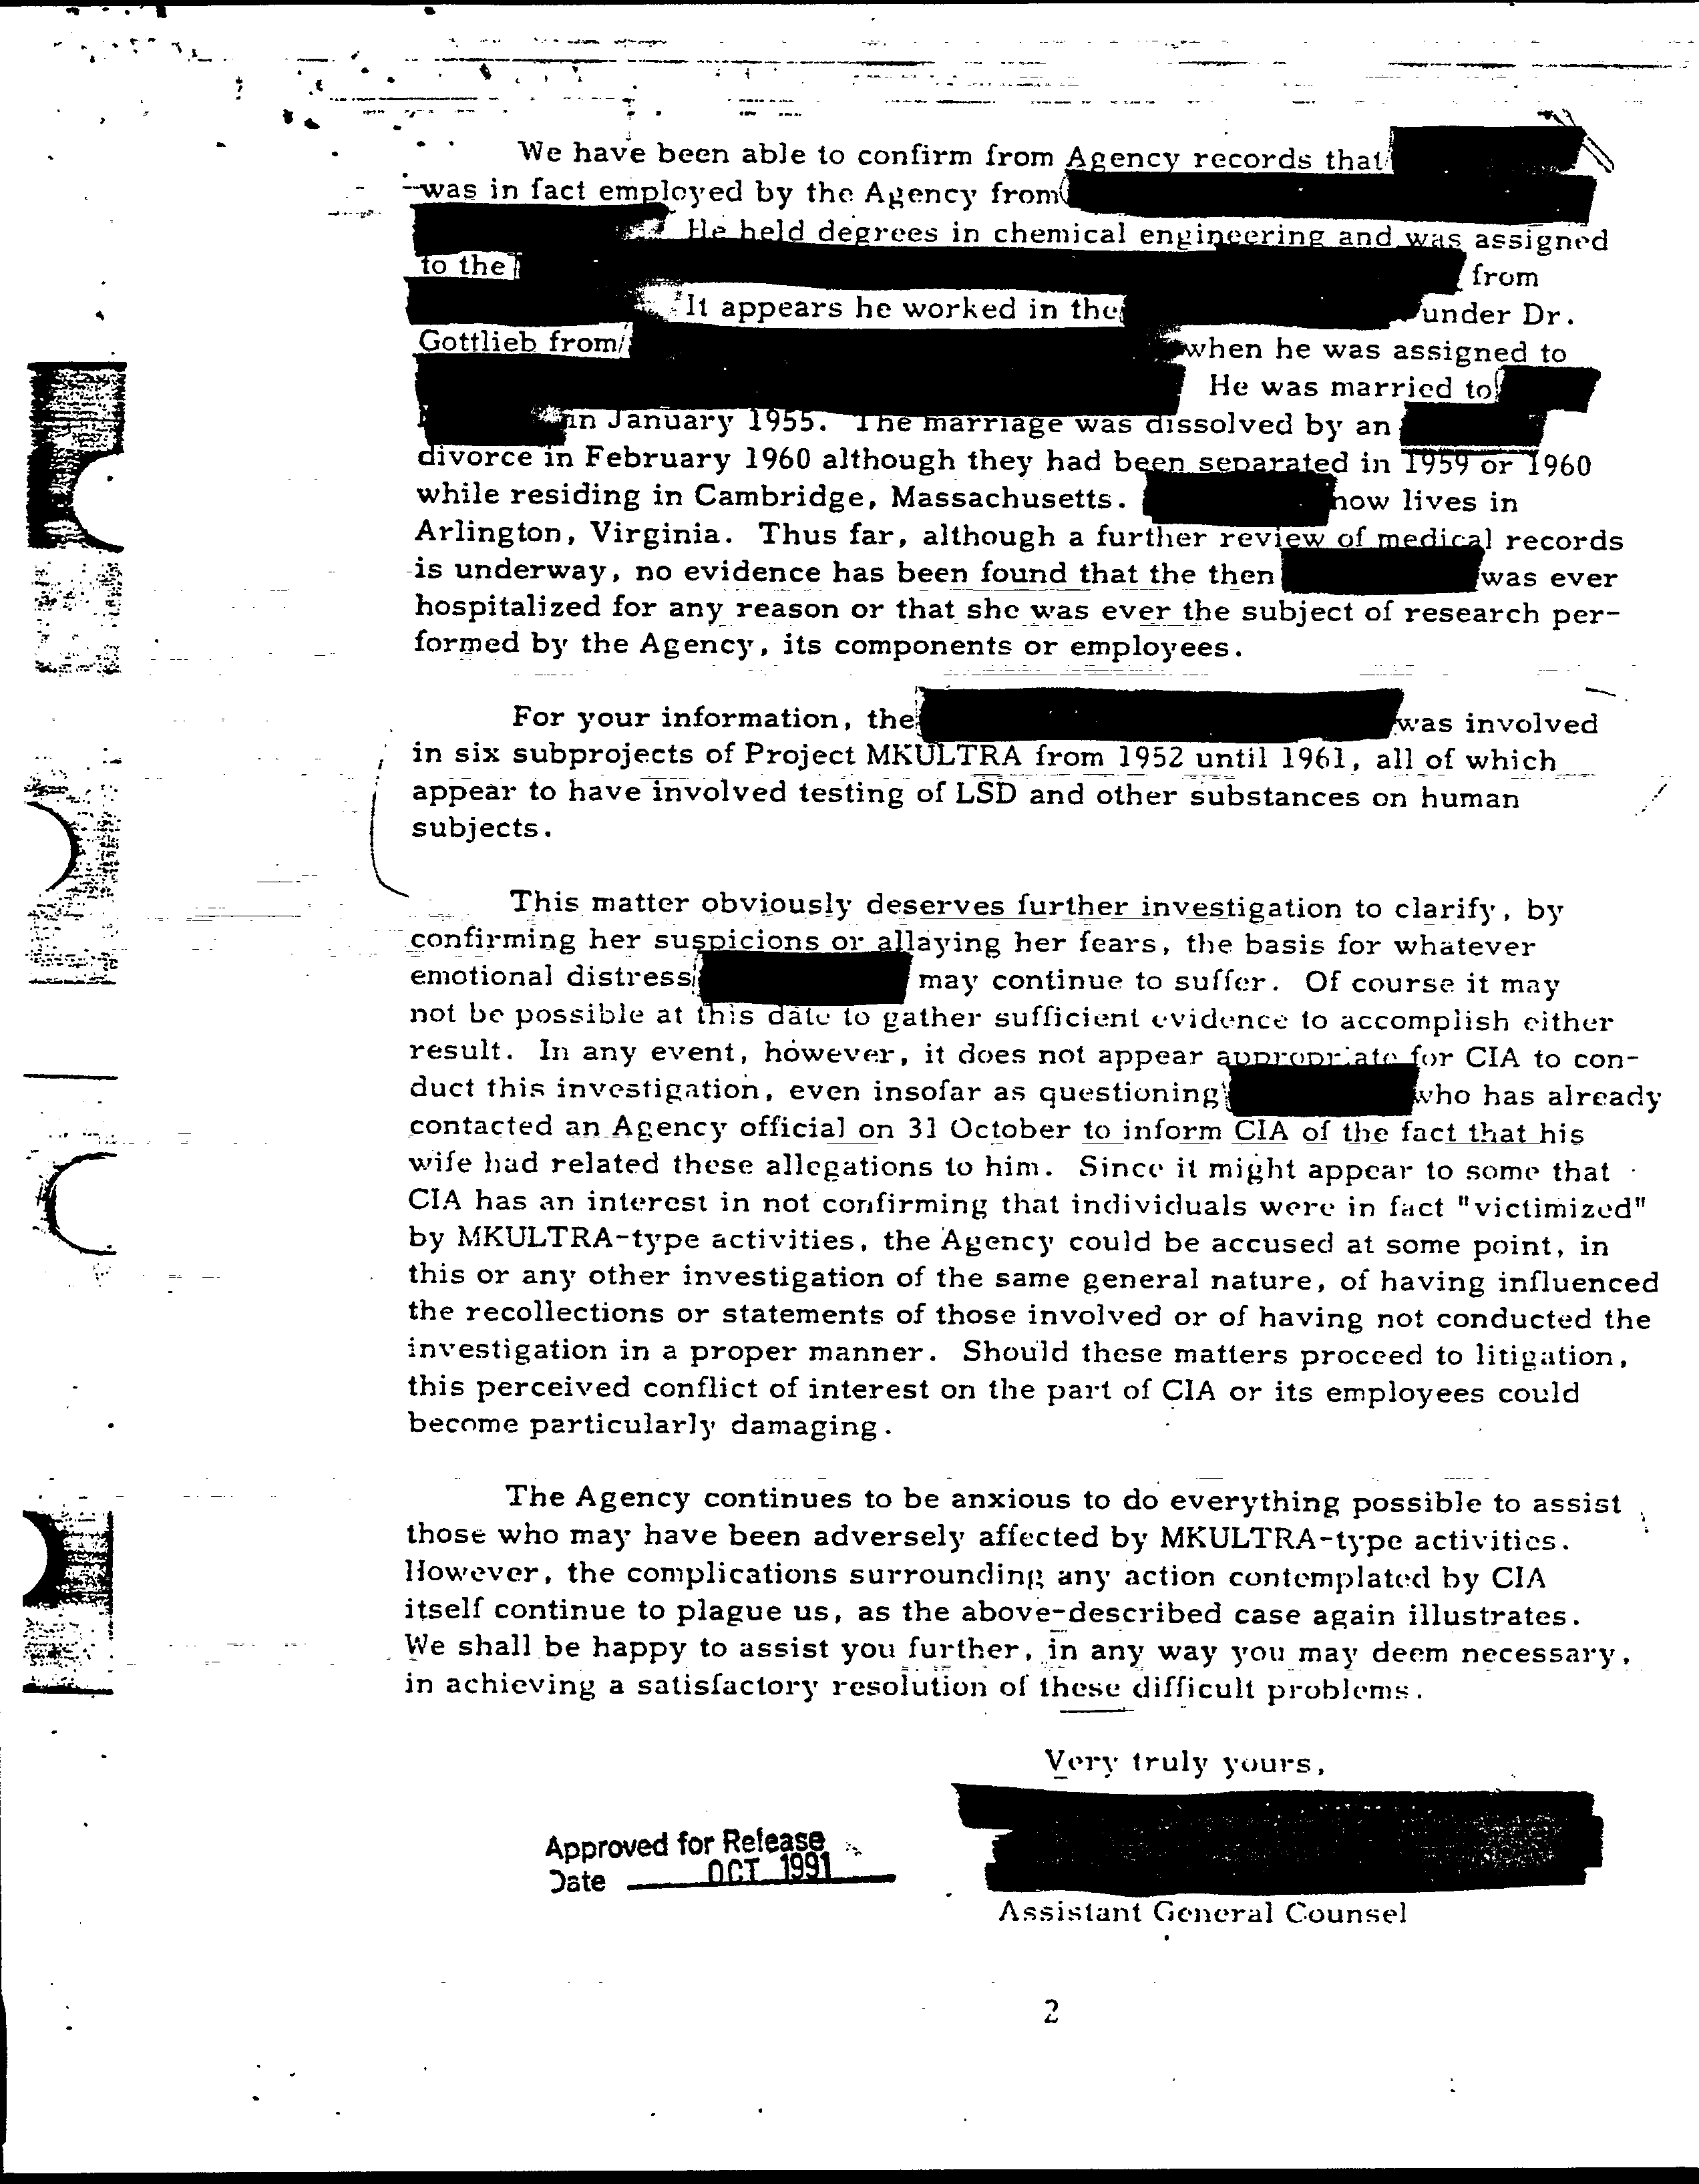 We have been able to confirm from Agency records that
was in fact employed by the Agency from
He held degrees in chemical engineering and was assigned
to the
from
It appears he worked in the
under Dr.
Gottlieb from
when he was assigned to
He was married to
in January 1955. The marriage was dissolved by an
divorce in February 1960 although they had been separated in 1959 or 1960
while residing in Cambridge, Massachusetts. now lives in
Arlington, Virginia. Thus far, although a further review of medical records
is underway, no evidence has been found that the then was ever
hospitalized for any reason or that she was ever the subject of research per-
formed by the Agency, its components or employees.
For your information, the was involved
in six subprojects of Project MKULTRA from 1952 until 1961, all of which
appear to have involved testing of LSD and other substances on human
subjects.
This matter obviously deserves further investigation to clarify, by
confirming her suspicions or allaying her fears, the basis for whatever
emotional distress may continue to suffer. Of course it may
not be possible at this date to gather sufficient evidence to accomplish either
result. In any event, however, it does not appear appropriate for CIA to con-
duct this investigation, even insofar as questioning who has already
contacted an Agency official on 31 October to inform CIA of the fact that his
wife had related these allegations to him. Since it might appear to some that
CIA has an interest in not confirming that individuals were in fact "victimized"
by MKULTRA-type activities, the Agency could be accused at some point, in
this or any other investigation of the same general nature, of having influenced
the recollections or statements of those involved or of having not conducted the
investigation in a proper manner. Should these matters proceed to litigation,
this perceived conflict of interest on the part of CIA or its employees could
become particularly damaging.
The Agency continues to be anxious to do everything possible to assist
those who may have been adversely affected by MKULTRA-type activities.
However, the complications surrounding any action contemplated by CIA
itself continue to plague us, as the above-described case again illustrates.
We shall be happy to assist you further, in any way you may deem necessary,
in achieving a satisfactory resolution of these difficult problems.
Very truly yours,
Approved for Release
Date OCT 1991
Assistant General Counsel
2